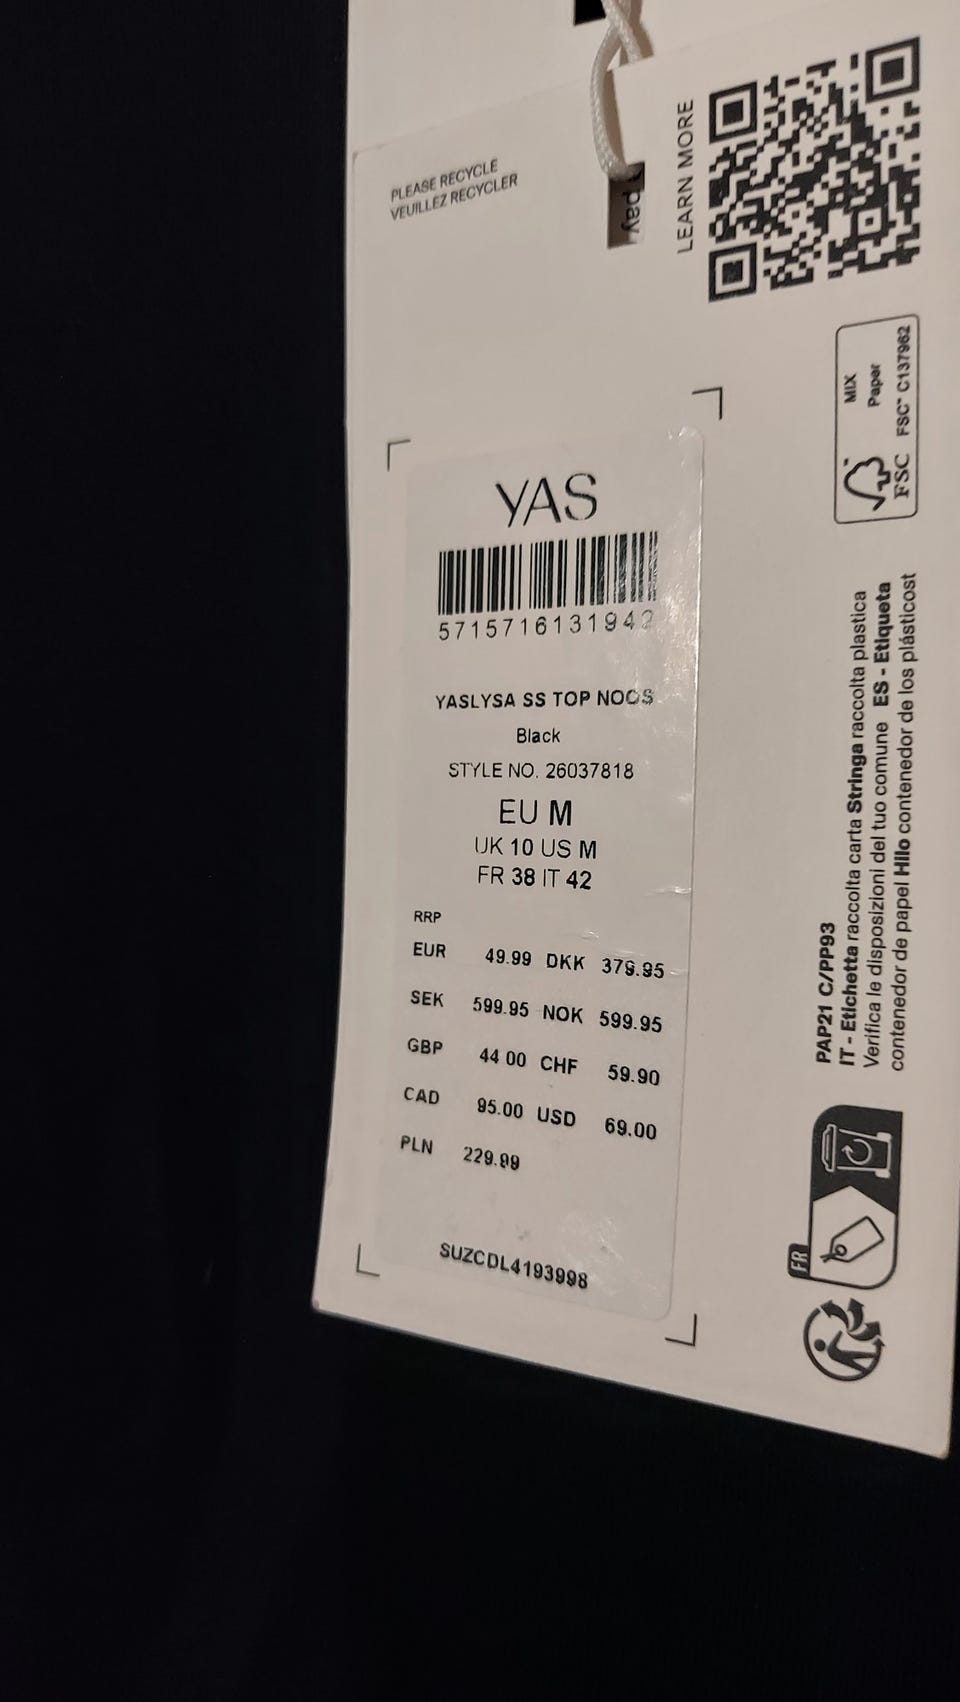 PLEASE RECYCLE
VEUILLEZ RECYCLER
pay
LEARN MORE
MIX
Paper
FSC™ C137962
FSC
YAS
5715716131942
YASLYSA SS TOP NOOS
Black
STYLE NO. 26037818
EU M
UK 10 US M
FR 38 IT 42
RRP
EUR 49.99 DKK 379.95
SEK 599.95 NOK 599.95
GBP 44.00 CHF 59.90
CAD 95.00 USD 69.00
PLN 229.99
SUZCDL4193998
PAP21 C/PP93
IT - Etichetta raccolta carta Stringa raccolta plastica
Verifica le disposizioni del tuo comune ES - Etiqueta
contenedor de papel Hilo contenedor de los plásticost
FR